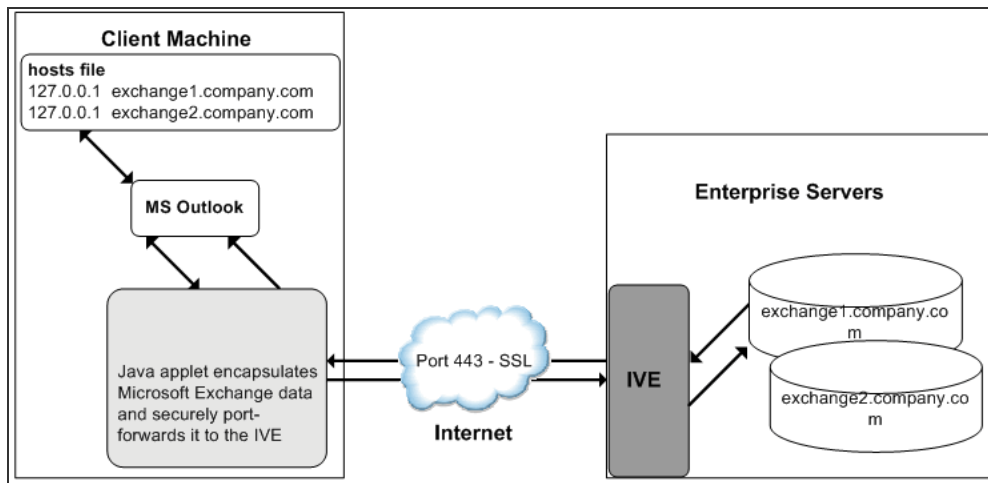 Client Machine
hosts file
127.0.0.1 exchange1.company.com
127.0.0.1 exchange2.company.com
MS Outlook
Java applet encapsulates
Microsoft Exchange data
and securely port-
forwards it to the IVE
Port 443 - SSL
Internet
Enterprise Servers
IVE
exchange1.company.co
m
exchange2.company.co
m